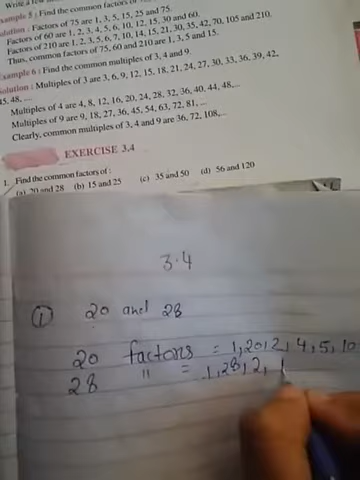 Example 5 : Find the common factors of
Solution : Factors of 75 are 1, 3, 5, 15, 25 and 75.
Factors of 60 are 1, 2, 3, 4, 5, 6, 10, 12, 15, 30 and 60.
Factors of 210 are 1, 2, 3, 5, 6, 7, 10, 14, 15, 21, 30, 35, 42, 70, 105 and 210.
Thus, common factors of 75, 60 and 210 are 1, 3, 5 and 15.
Example 6 : Find the common multiples of 3, 4 and 9.
Solution : Multiples of 3 are 3, 6, 9, 12, 15, 18, 21, 24, 27, 30, 33, 36, 39, 42,
45, 48, ...
Multiples of 4 are 4, 8, 12, 16, 20, 24, 28, 32, 36, 40, 44, 48,...
Multiples of 9 are 9, 18, 27, 36, 45, 54, 63, 72, 81, ...
Clearly, common multiples of 3, 4 and 9 are 36, 72, 108,...
EXERCISE 3.4
1. Find the common factors of :
(a) 20 and 28 (b) 15 and 25 (c) 35 and 50 (d) 56 and 120
3.4
① 20 and 28
20 factors = 1, 20, 2, 4, 5, 10
28 " = 1, 28, 2,